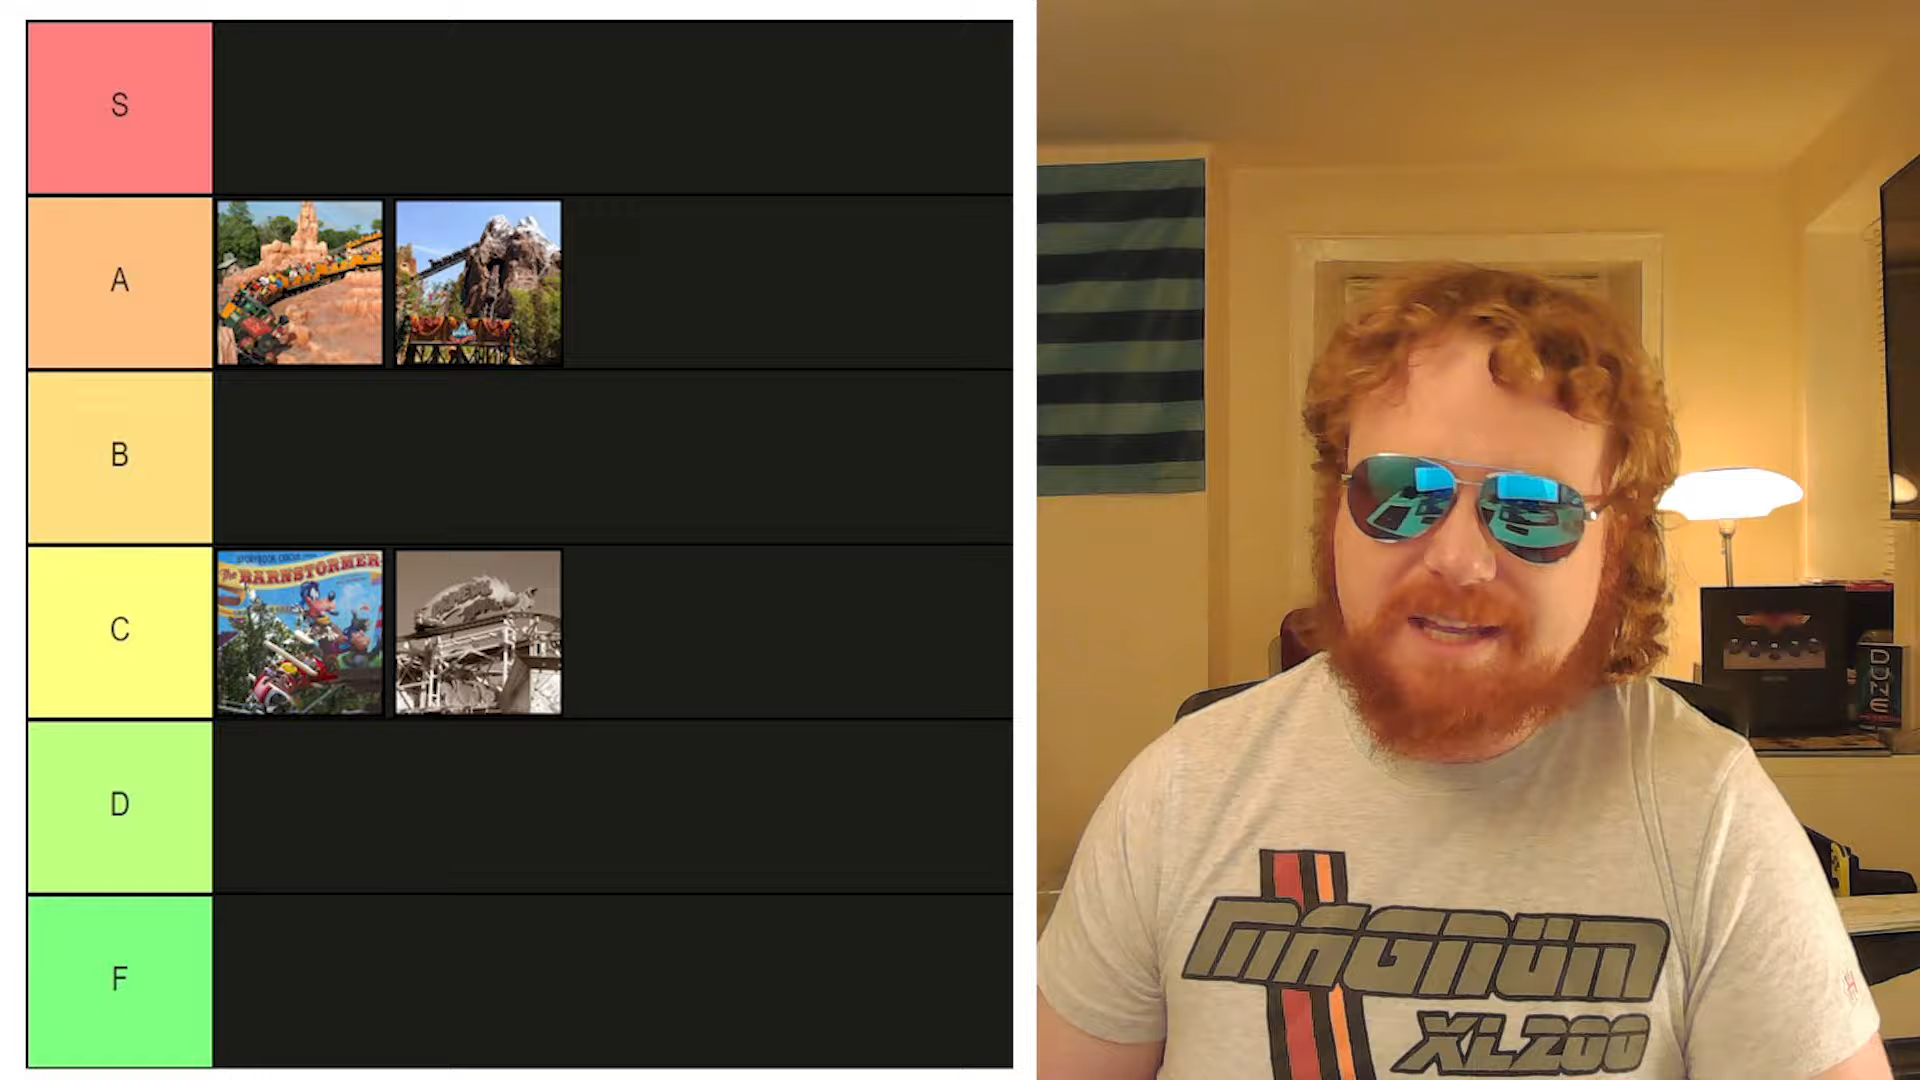 S
A
B
C
STORYBOOK CIRCUS
The BARNSTORMER
D
F
DUNE
MAGNUM
XL200